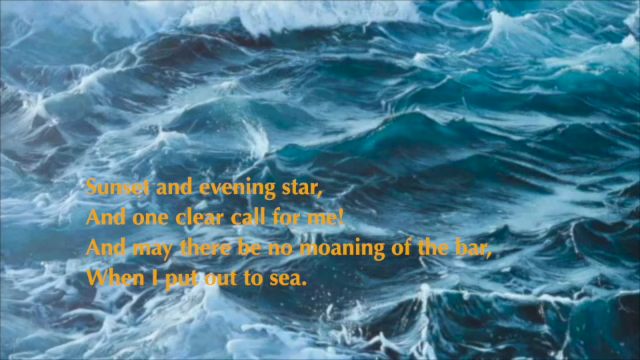 Sunset and evening star,
And one clear call for me!
And may there be no moaning of the bar,
When I put out to sea.